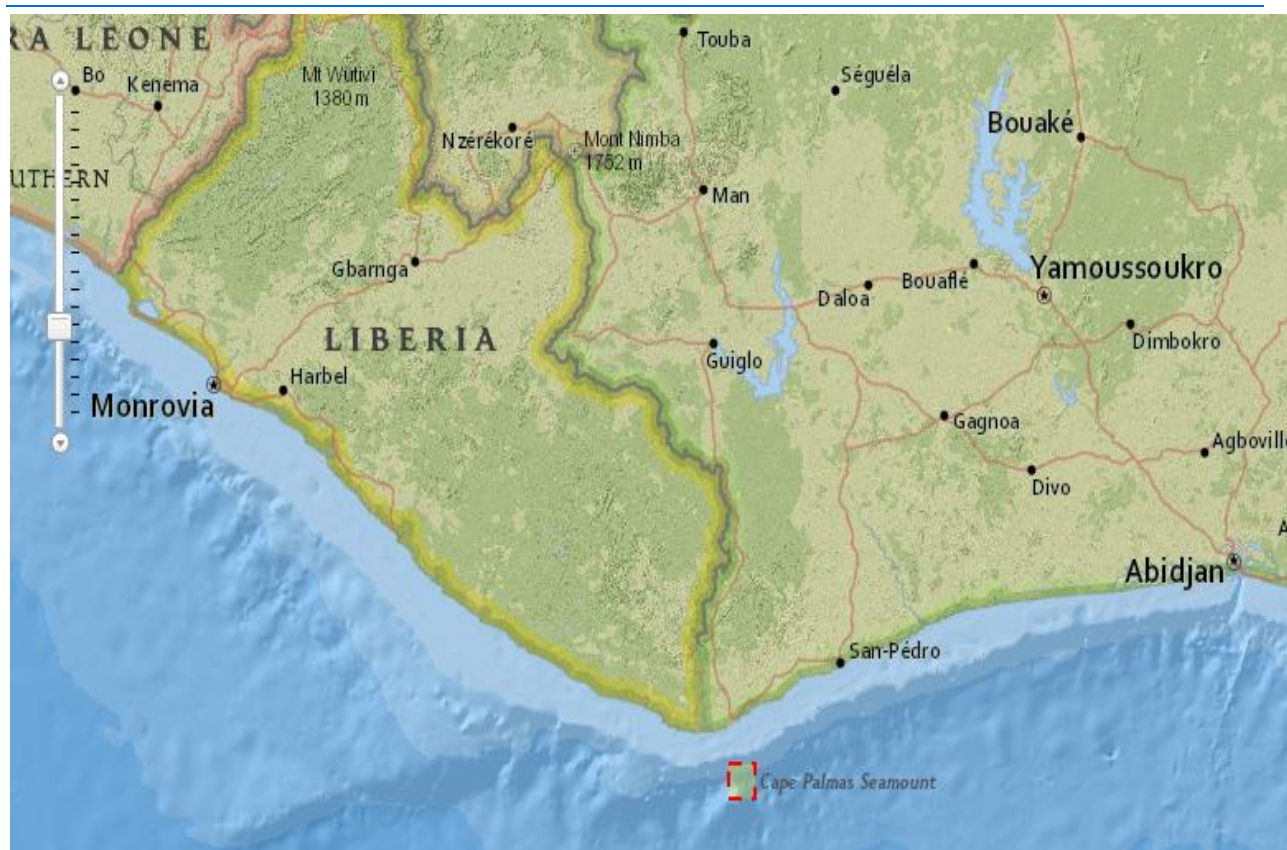 RA LEONE
Touba
Bo
Kenema
Mt Wutivi
1380 m
Séguéla
Nzérékoré
Mont Nimba
1752 m
Bouaké
UTHERN
Man
Gbarnga
Bouaflé
Yamoussoukro
Daloa
LIBERIA
Guiglo
Dimbokro
Harbel
Monrovia
Gagnoa
Agboville
Divo
A
Abidjan
San-Pédro
Cape Palmas Seamount